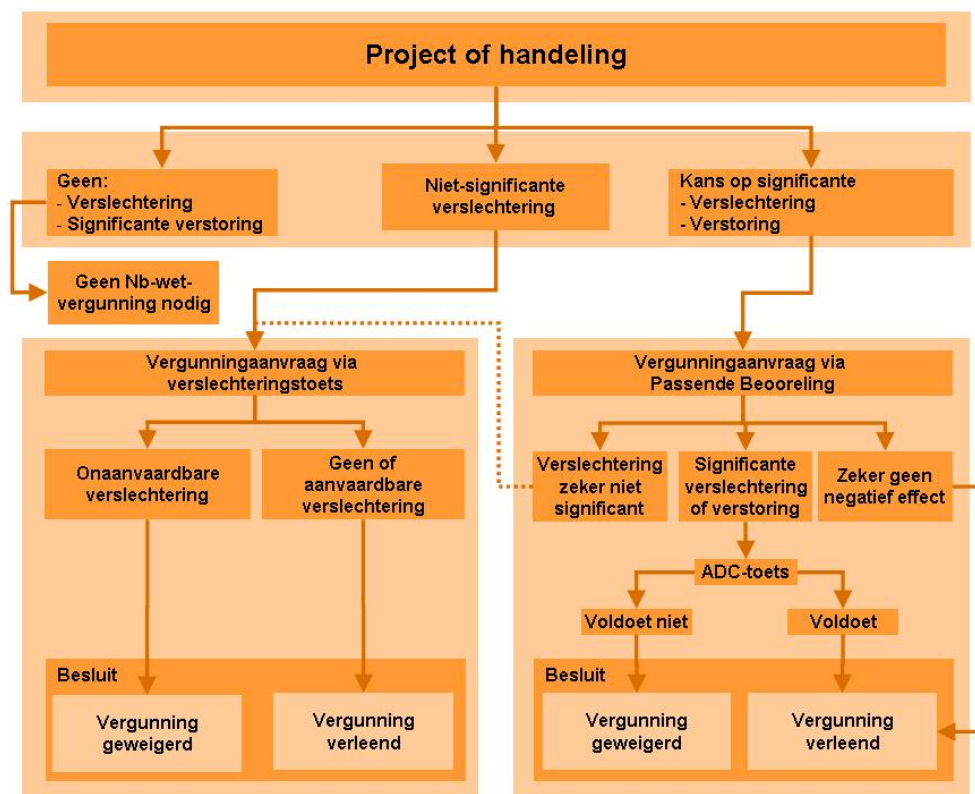 Project of handeling
Geen:
- Verslechtering
- Significante verstoring
Niet-significante
verslechtering
Kans op significante
- Verslechtering
- Verstoring
Geen Nb-wet-
vergunning nodig
Vergunningaanvraag via
verslechteringstoets
Onaanvaardbare
verslechtering
Geen of
aanvaardbare
verslechtering
Besluit
Vergunning
geweigerd
Vergunning
verleend
Vergunningaanvraag via
Passende Beooreling
Verslechtering
zeker niet
significant
Significante
verslechtering
of verstoring
Zeker geen
negatief effect
ADC-toets
Voldoet niet
Voldoet
Besluit
Vergunning
geweigerd
Vergunning
verleend